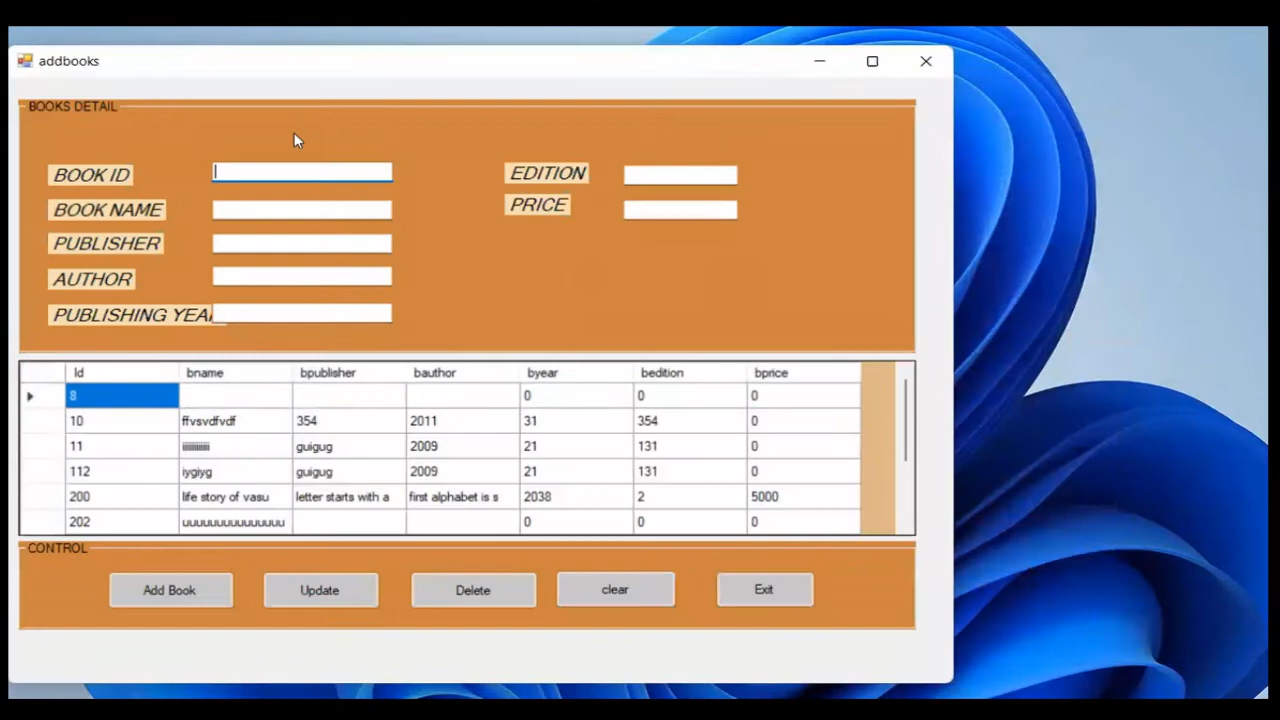 addbooks
BOOKS DETAIL
BOOK ID
EDITION
BOOK NAME
PRICE
PUBLISHER
AUTHOR
PUBLISHING YEAR
Id bname bpublisher bauthor byear bedition bprice
8 0 0 0
10 ffvsvdfvdf 354 2011 31 354 0
11 guigug 2009 21 131 0
112 iygiyg guigug 2009 21 131 0
200 life story of vasu letter starts with a first alphabet is s 2038 2 5000
202 uuuuuuuuuuuuuuu 0 0 0
CONTROL
Add Book Update Delete clear Exit